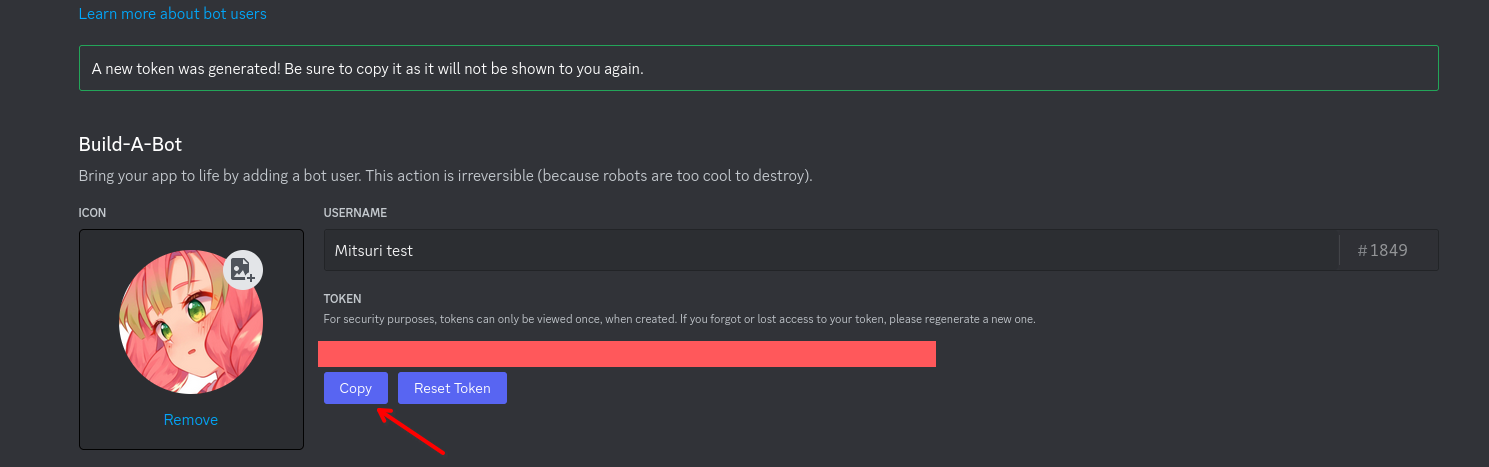 Learn more about bot users
A new token was generated! Be sure to copy it as it will not be shown to you again.
Build-A-Bot
Bring your app to life by adding a bot user. This action is irreversible (because robots are too cool to destroy).
ICON
USERNAME
Mitsuri test
#1849
TOKEN
For security purposes, tokens can only be viewed once, when created. If you forgot or lost access to your token, please regenerate a new one.
Copy
Reset Token
Remove